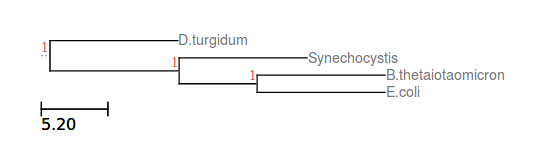 D.turgidum
1
Synechocystis
1
B.thetaiotaomicron
1
E.coli
5.20